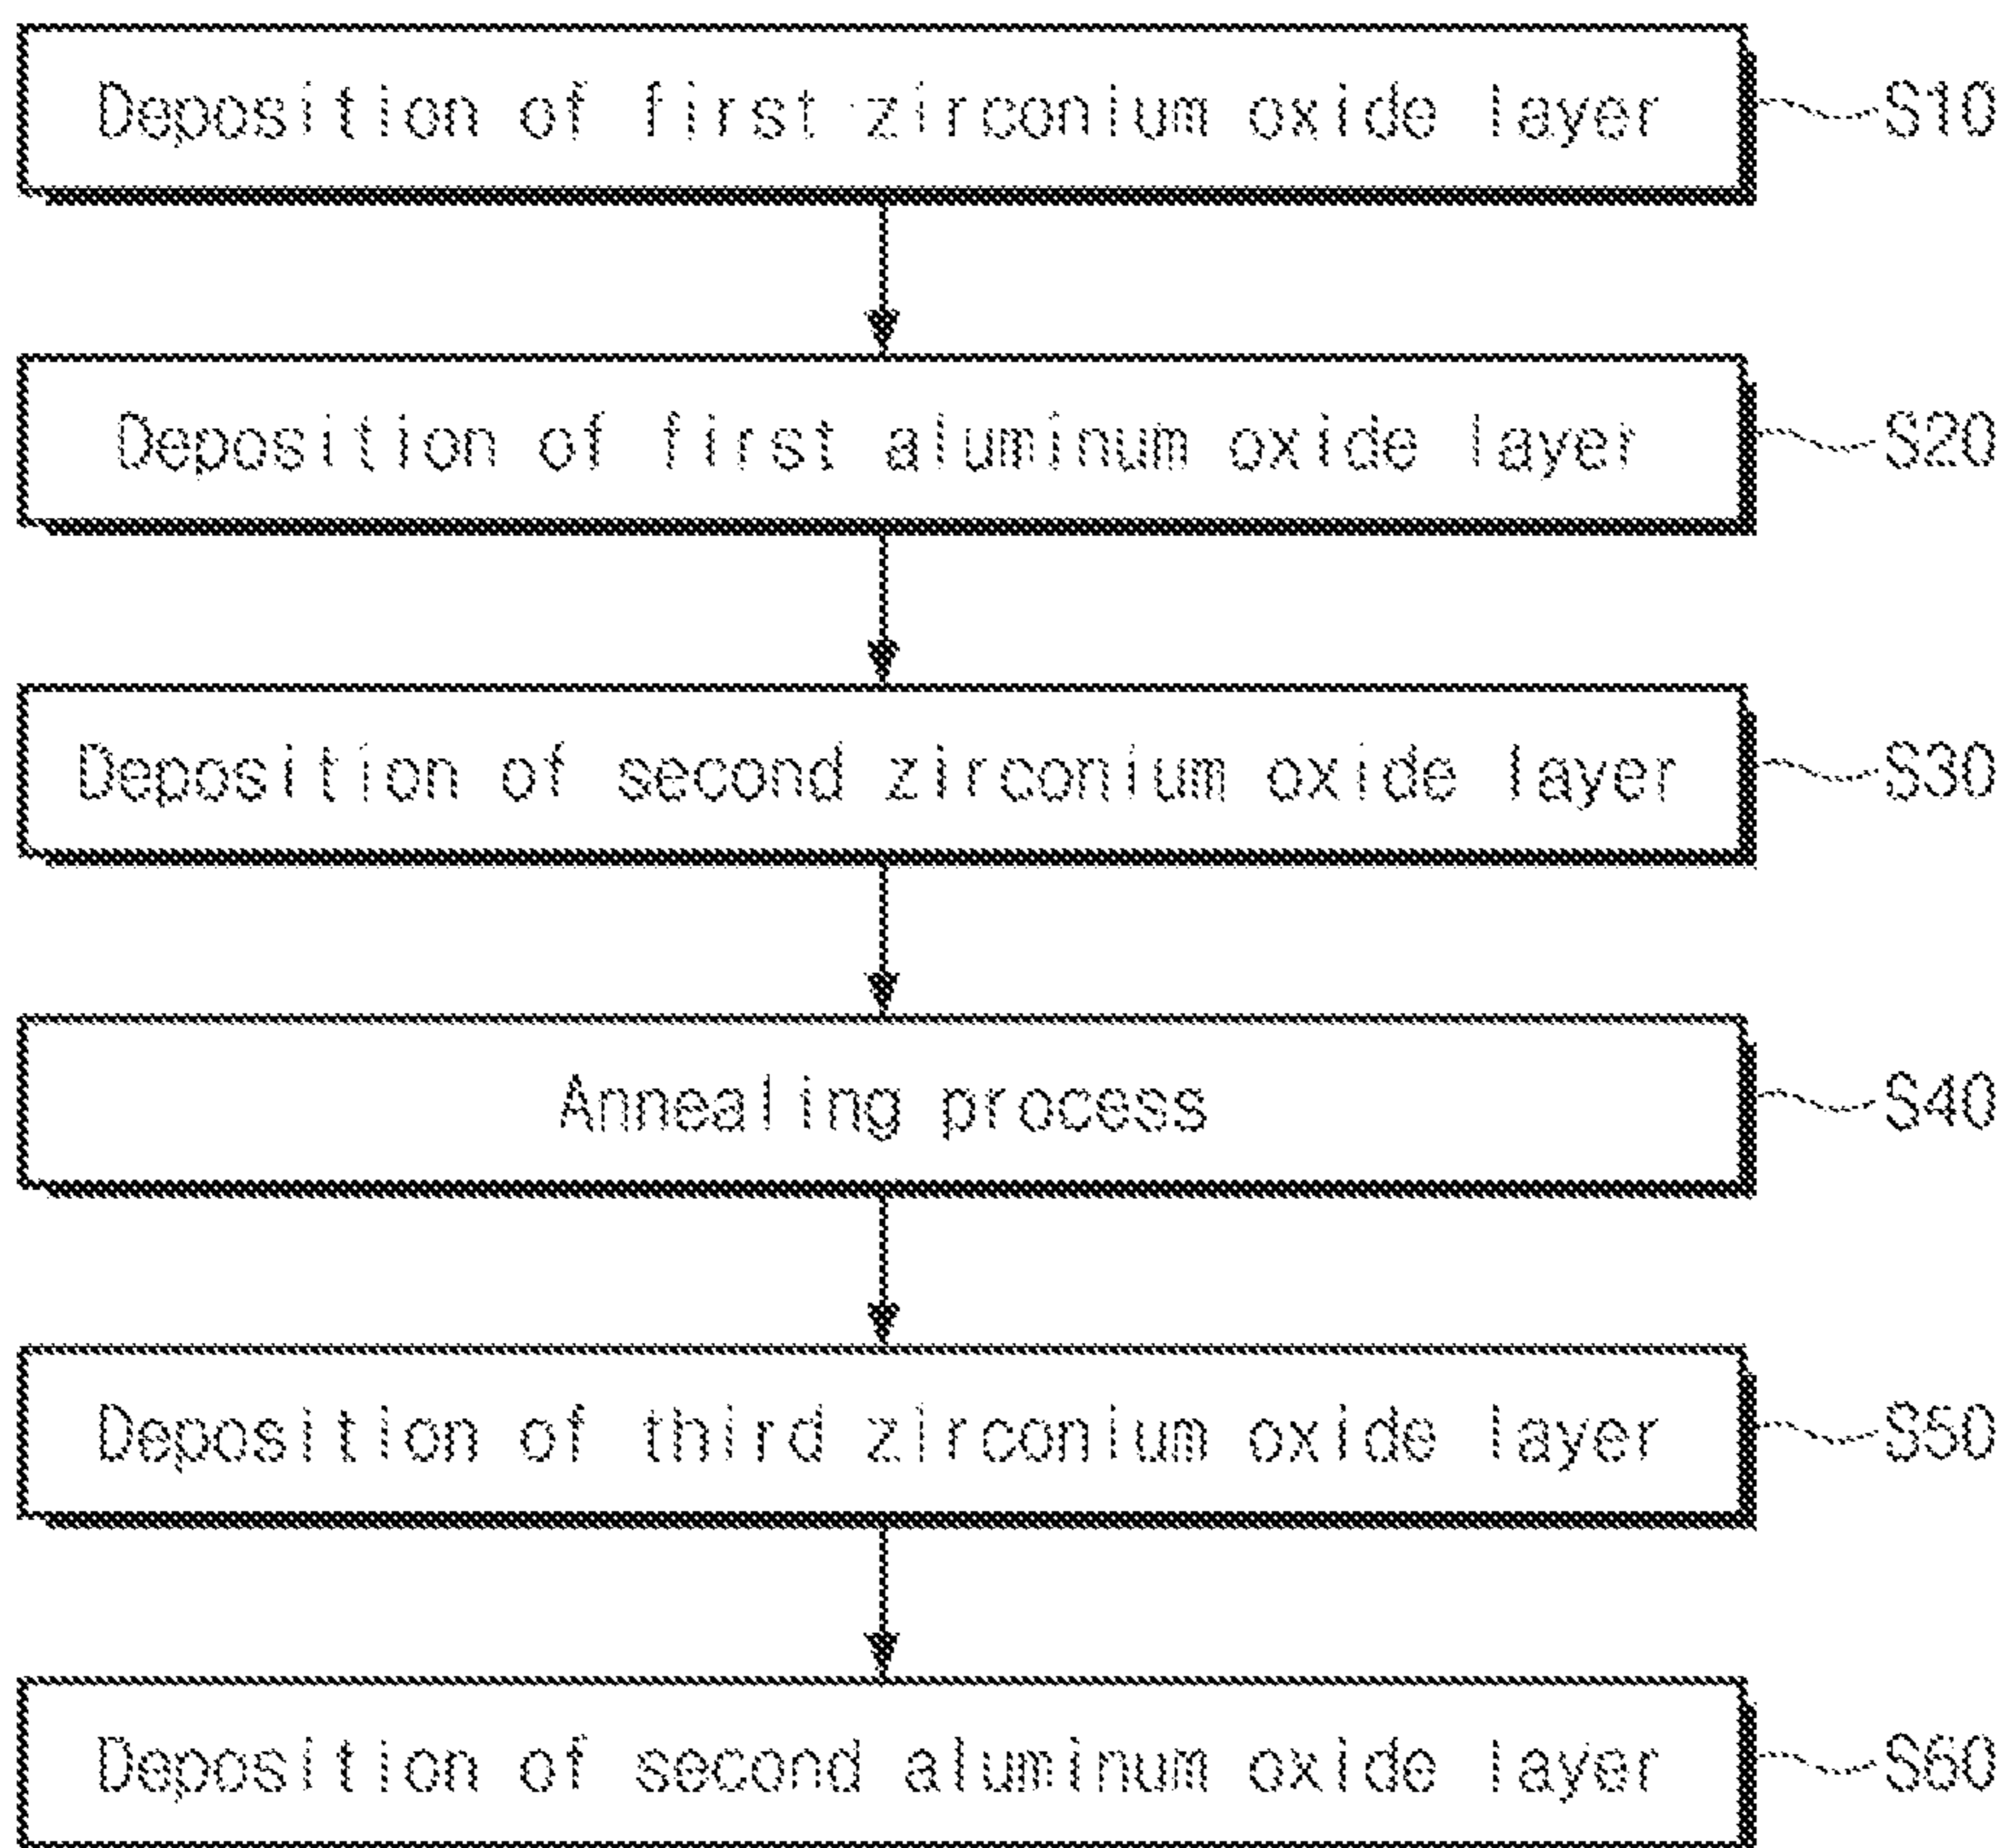 Deposition of first zirconium oxide layer S10
Deposition of first aluminum oxide layer S20
Deposition of second zirconium oxide layer S30
Annealing process S40
Deposition of third zirconium oxide layer S50
Deposition of second aluminum oxide layer S60